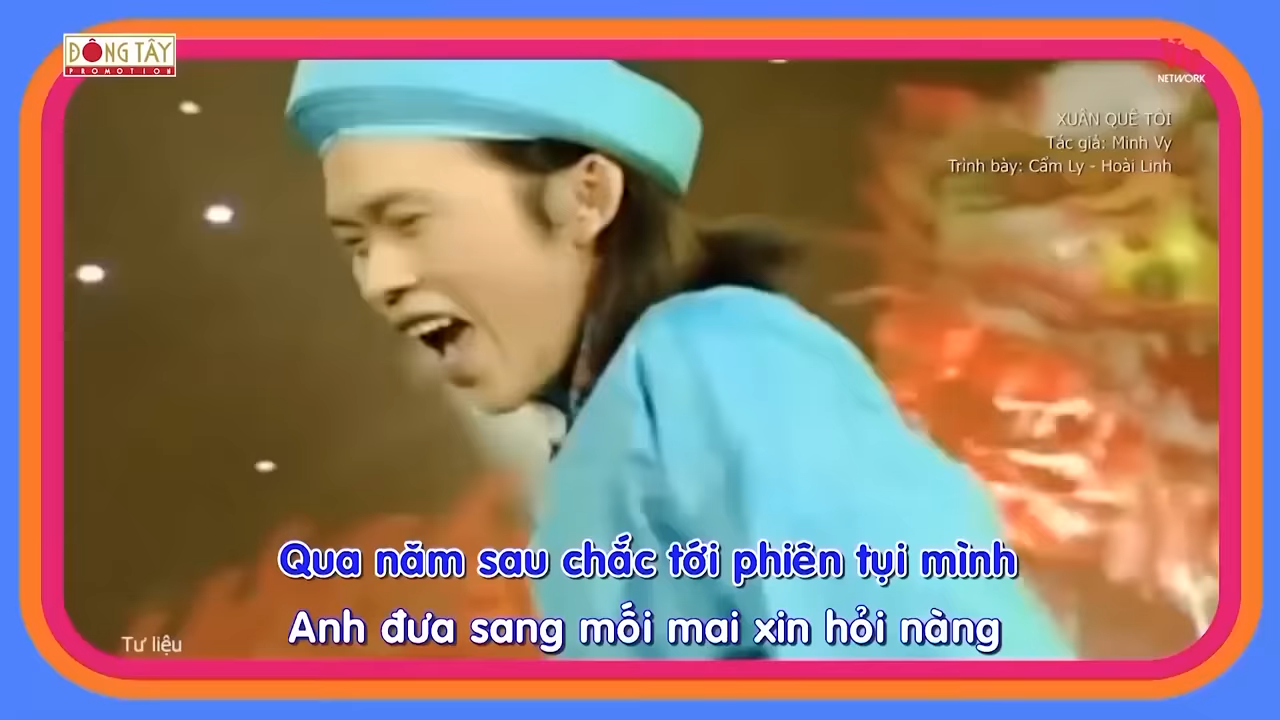 ĐÔNG TÂY
PROMOTION
NETWORK
XUÂN QUÊ TÔI
Tác giả: Minh Vy
Trình bày: Cẩm Ly - Hoài Linh
Qua năm sau chắc tới phiên tụi mình
Anh đưa sang mối mai xin hỏi nàng
Tư liệu